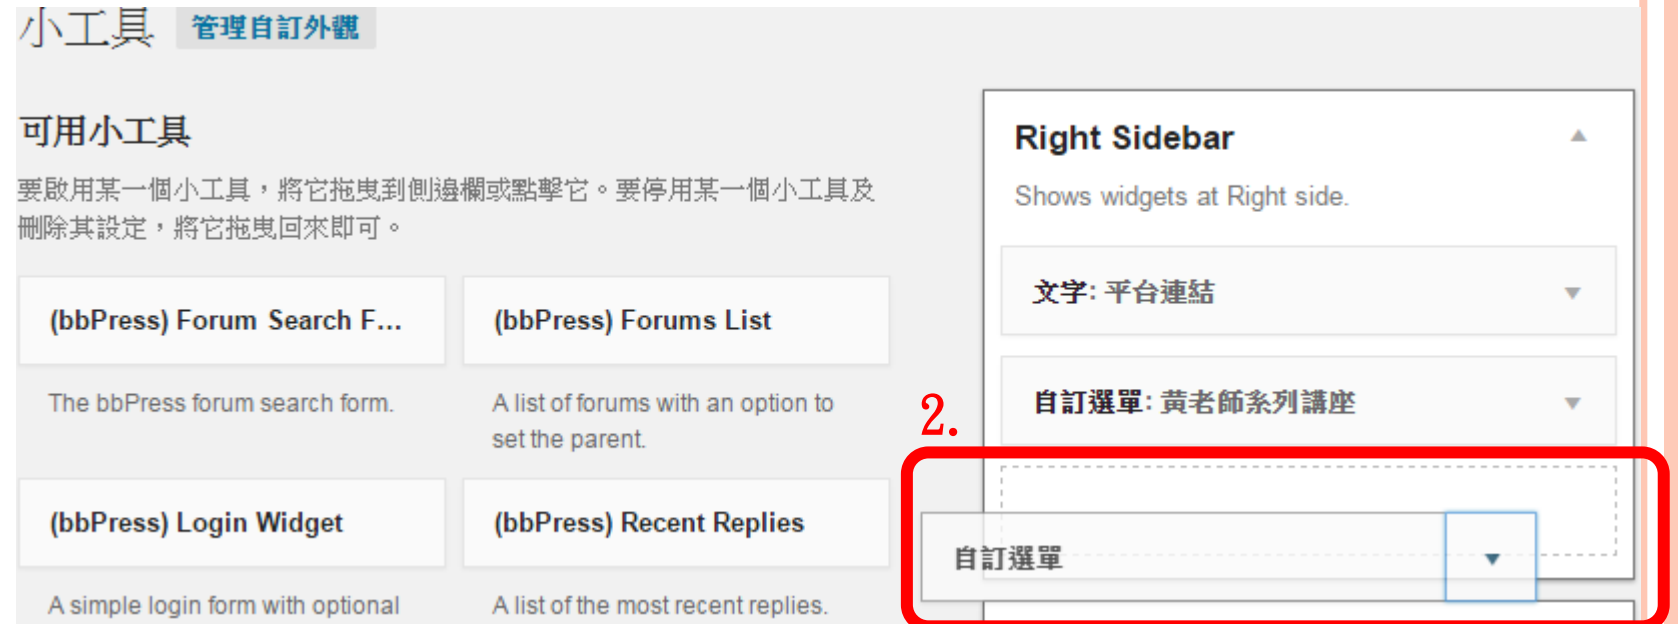 小工具 管理自訂外觀
可用小工具
要啟用某一個小工具，將它拖曳到側邊欄或點擊它。要停用某一個小工具及
刪除其設定，將它拖曳回來即可。
(bbPress) Forum Search F...
(bbPress) Forums List
The bbPress forum search form.
A list of forums with an option to
set the parent.
(bbPress) Login Widget
(bbPress) Recent Replies
A simple login form with optional
A list of the most recent replies.
Right Sidebar
Shows widgets at Right side.
文字: 平台連結
自訂選單: 黃老師系列講座
2.
自訂選單